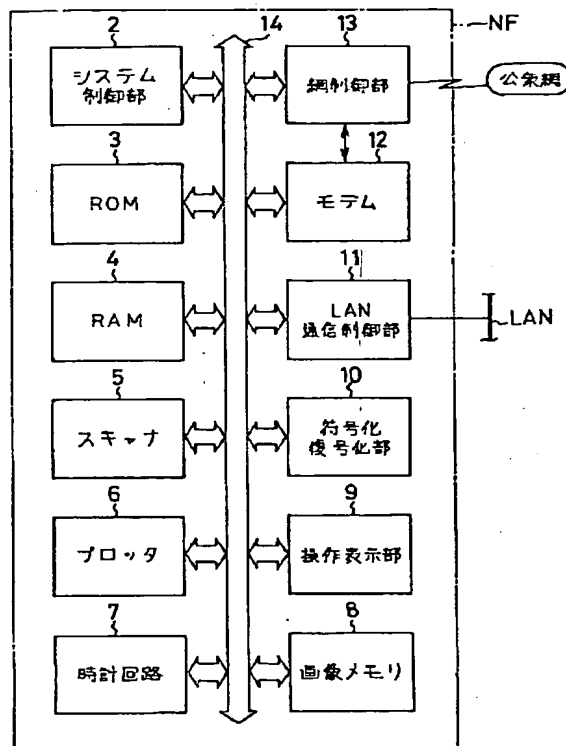 14
NF
2
システム
制御部
13
網制御部
公衆網
3
ROM
12
モデム
4
RAM
11
LAN
通信制御部
LAN
5
スキャナ
10
符号化
復号化部
6
プロッタ
9
操作表示部
7
時計回路
8
画像メモリ